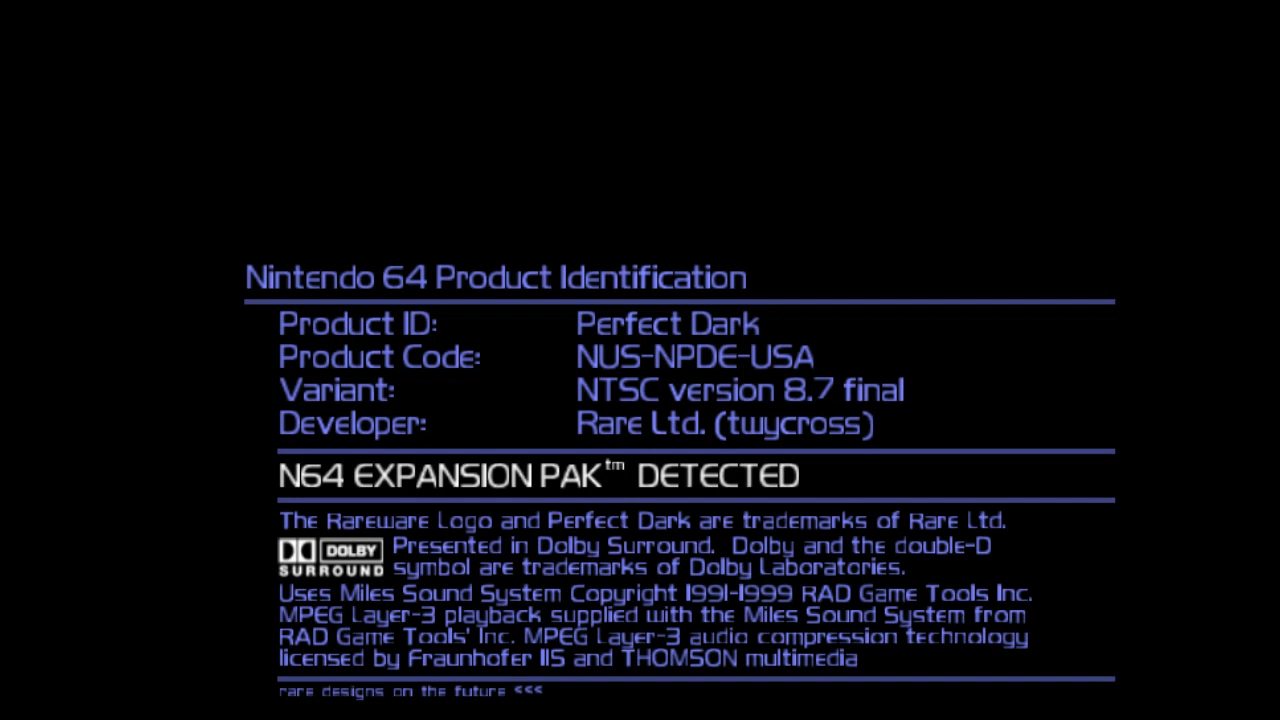 Nintendo 64 Product Identification
Product ID: Perfect Dark
Product Code: NUS-NPDE-USA
Variant: NTSC version 8.7 final
Developer: Rare Ltd. (twycross)
N64 EXPANSION PAK™ DETECTED
The Rareware Logo and Perfect Dark are trademarks of Rare Ltd.
DOLBY SURROUND
Presented in Dolby Surround. Dolby and the double-D
symbol are trademarks of Dolby Laboratories.
Uses Miles Sound System Copyright 1991-1999 RAD Game Tools Inc.
MPEG Layer-3 playback supplied with the Miles Sound System from
RAD Game Tools' Inc. MPEG Layer-3 audio compression technology
licensed by Fraunhofer IIS and THOMSON multimedia
rare designs on the future <<<